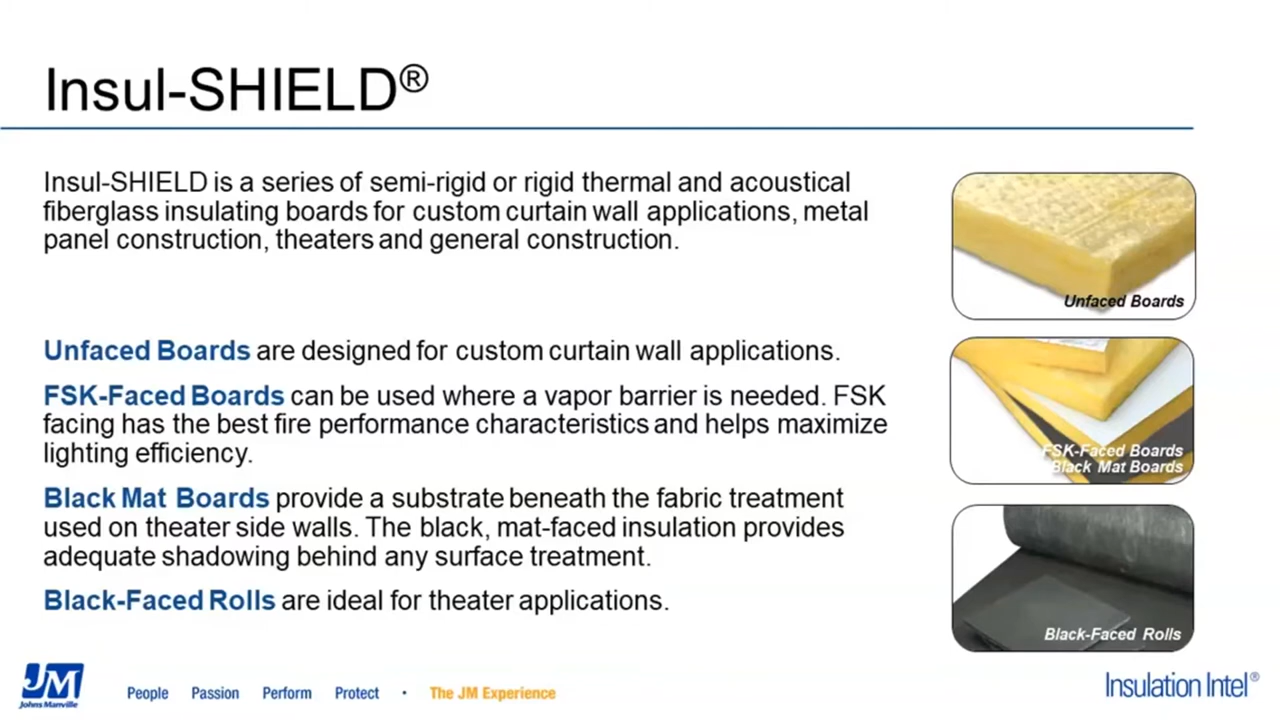 Insul-SHIELD®
Insul-SHIELD is a series of semi-rigid or rigid thermal and acoustical
fiberglass insulating boards for custom curtain wall applications, metal
panel construction, theaters and general construction.
Unfaced Boards
Unfaced Boards are designed for custom curtain wall applications.
FSK-Faced Boards can be used where a vapor barrier is needed. FSK
facing has the best fire performance characteristics and helps maximize
lighting efficiency.
FSK-Faced Boards
Black Mat Boards
Black Mat Boards provide a substrate beneath the fabric treatment
used on theater side walls. The black, mat-faced insulation provides
adequate shadowing behind any surface treatment.
Black-Faced Rolls are ideal for theater applications.
Black-Faced Rolls
JM
Johns Manville
People Passion Perform Protect • The JM Experience
Insulation Intel®